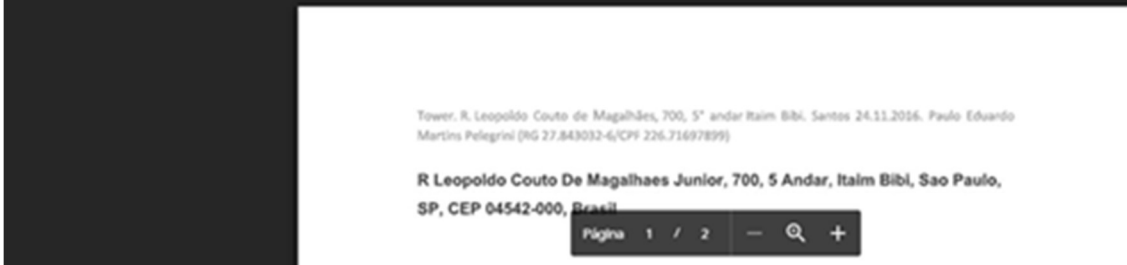 Tower. R. Leopoldo Couto de Magalhães, 700, 5° andar Itaim Bibi. Santos 24.11.2016. Paulo Eduardo
Martins Pelegrini (RG 27.843032-6/CPF 226.71697899)
R Leopoldo Couto De Magalhaes Junior, 700, 5 Andar, Itaim Bibi, Sao Paulo,
SP, CEP 04542-000, Brasil
Página 1 / 2